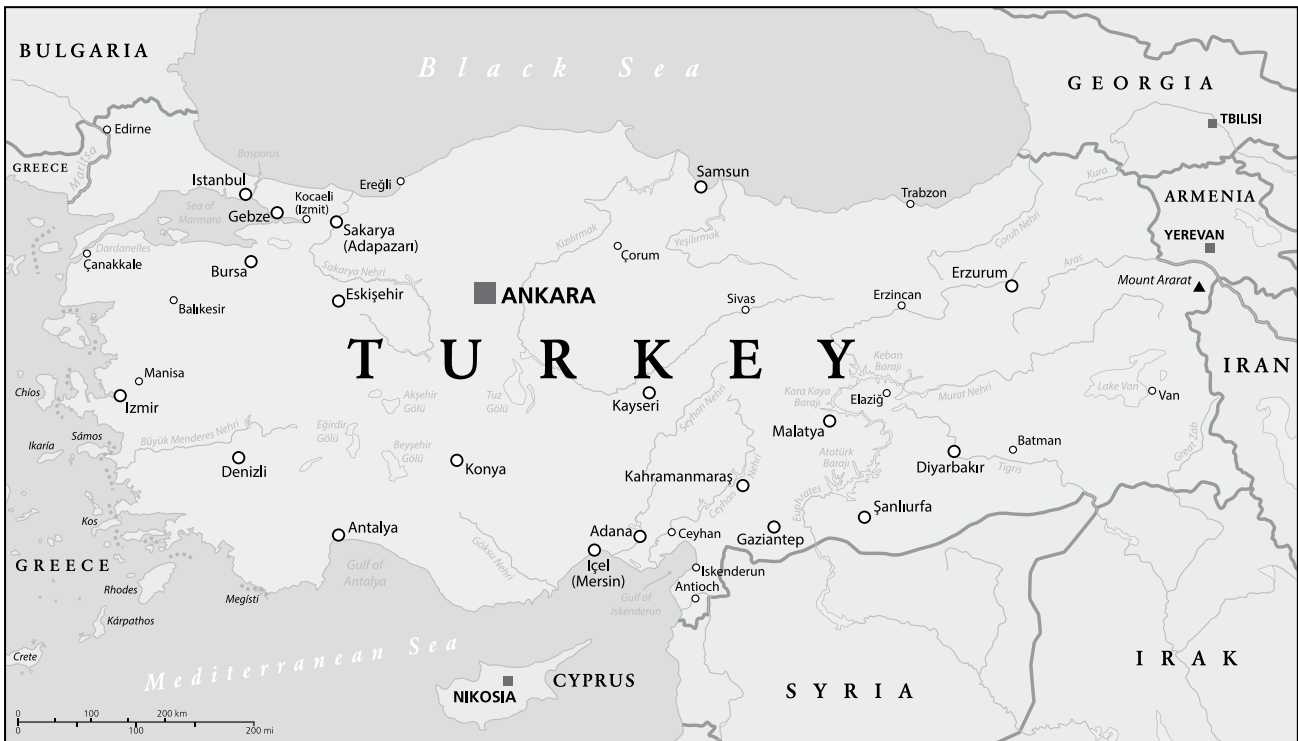 BULGARIA
Black Sea
GEORGIA
TBILISI
Edirne
GREECE
Maritsa
Bosporus
Istanbul
Ereğli
Samsun
Trabzon
Kura
ARMENIA
Kocaeli
(Izmit)
Sea of
Marmara
Gebze
Sakarya
(Adapazarı)
Kızılırmak
Yeşilırmak
Çoruh Nehri
YEREVAN
Dardanelles
Çanakkale
Bursa
Çorum
Aras
Sakarya Nehri
Erzurum
Mount Ararat
Balıkesir
Eskişehir
ANKARA
Sivas
Erzincan
TURKEY
Keban
Barajı
IRAN
Manisa
Chíos
Izmir
Akşehir
Gölü
Tuz
Gölü
Kayseri
Seyhan Nehri
Kara Kaya
Barajı
Elaziğ
Murat Nehri
Lake Van
Van
Malatya
Ikaría
Sámos
Büyük Menderes Nehri
Eğirdir
Gölü
Beyşehir
Gölü
Batman
Great Zab
Denizli
Konya
Kahramanmaraş
Ceyhan Nehri
Atatürk
Barajı
Diyarbakır
Tigris
Euphrates
Şanlıurfa
Kos
Antalya
Göksu Nehri
Adana
Ceyhan
Gaziantep
GREECE
Gulf of
Antalya
Içel
(Mersin)
Iskenderun
Antioch
Gulf of
Iskenderun
Rhodes
Megísti
Kárpathos
Crete
Mediterranean Sea
NIKOSIA
CYPRUS
SYRIA
IRAK
0 100 200 km
0 100 200 mi